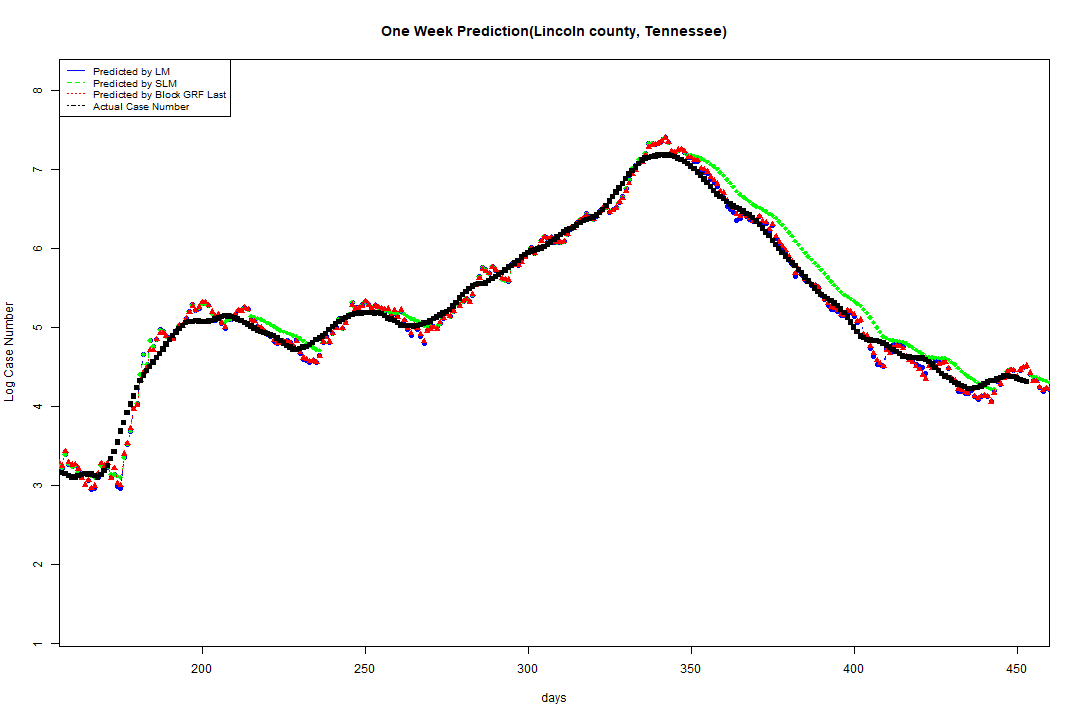 One Week Prediction(Lincoln county, Tennessee)
Predicted by LM
Predicted by SLM
Predicted by Block GRF Last
Actual Case Number
8
7
6
5
4
3
2
1
Log Case Number
200 250 300 350 400 450
days